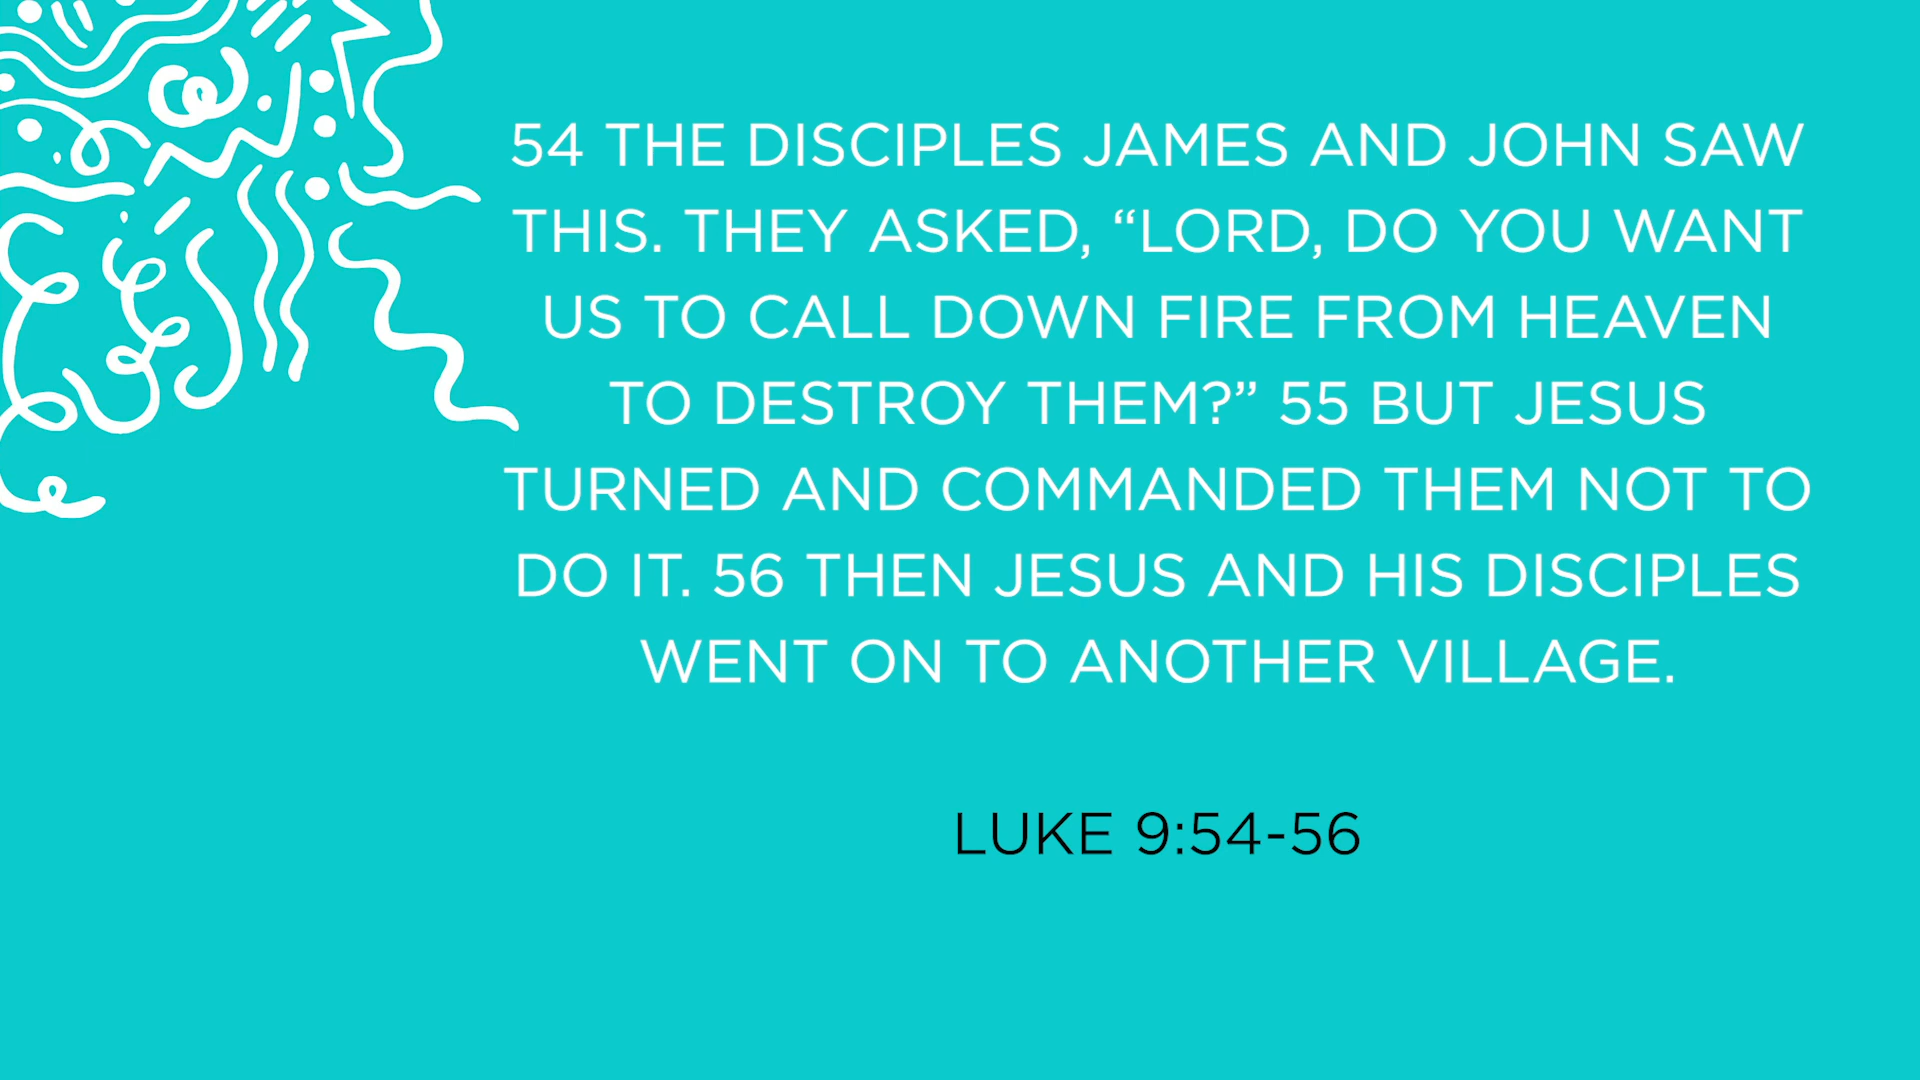 54 THE DISCIPLES JAMES AND JOHN SAW
THIS. THEY ASKED, “LORD, DO YOU WANT
US TO CALL DOWN FIRE FROM HEAVEN
TO DESTROY THEM?” 55 BUT JESUS
TURNED AND COMMANDED THEM NOT TO
DO IT. 56 THEN JESUS AND HIS DISCIPLES
WENT ON TO ANOTHER VILLAGE.
LUKE 9:54-56